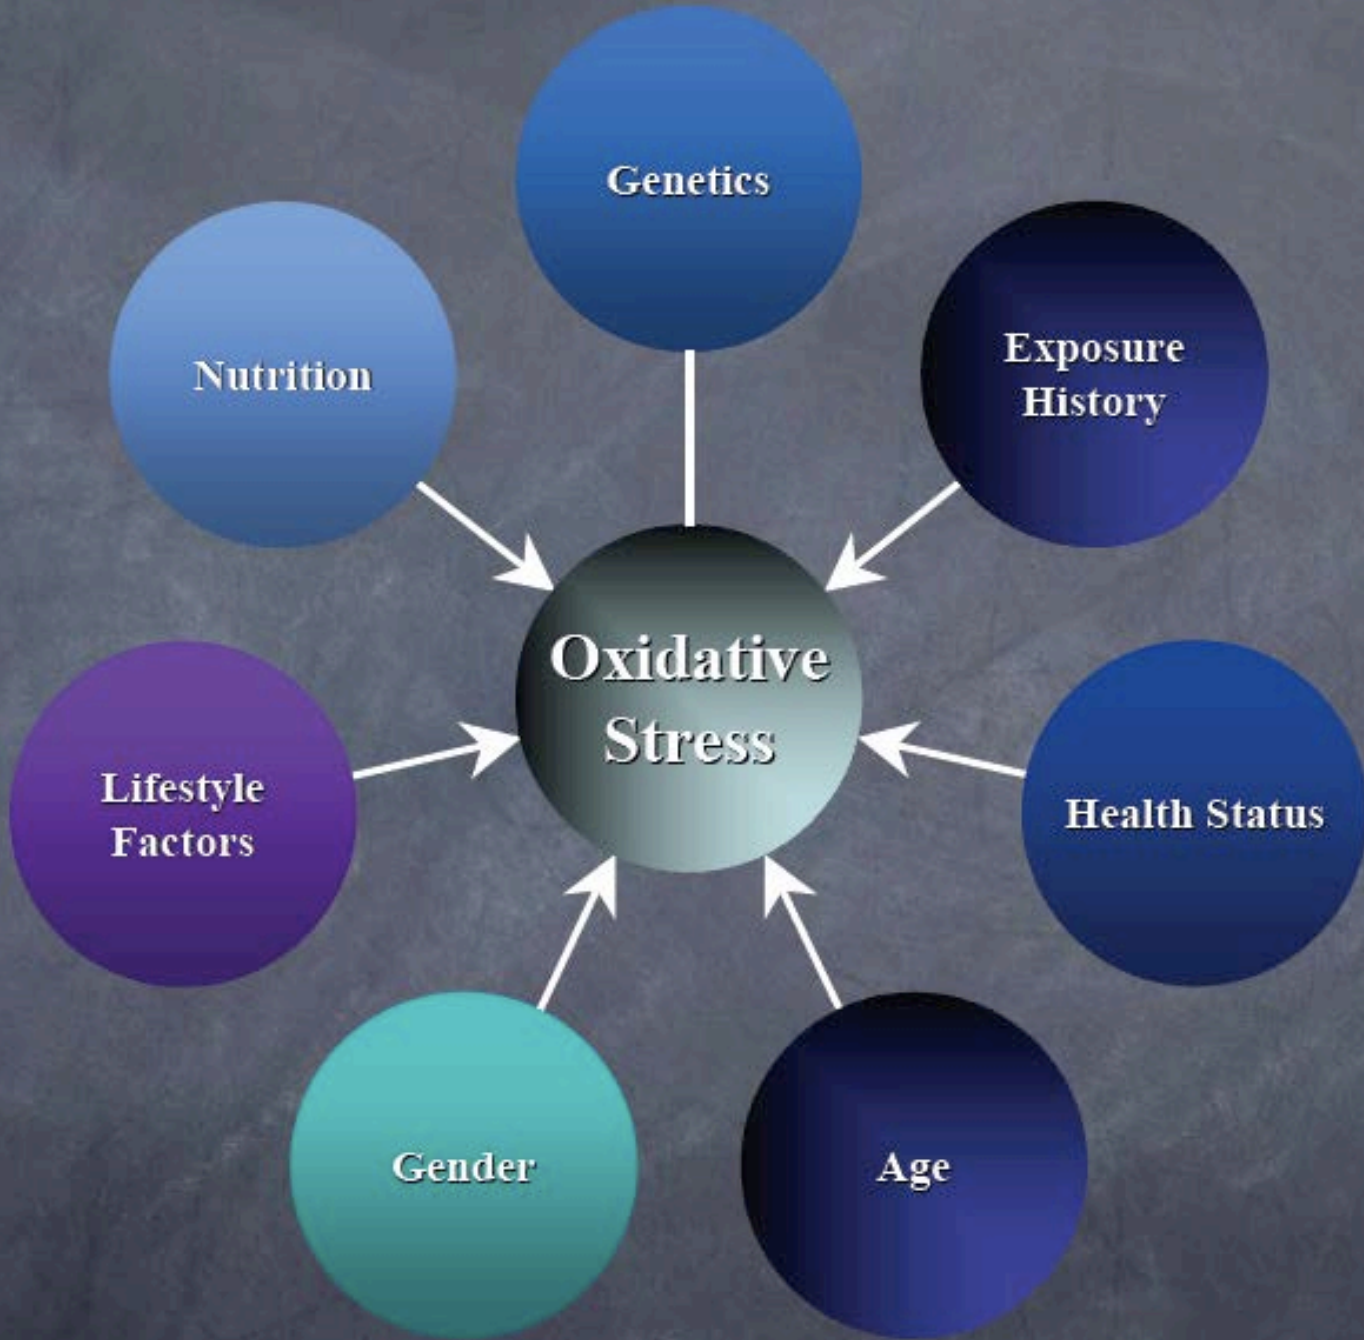 Genetics
Nutrition
Exposure
History
Oxidative
Stress
Lifestyle
Factors
Health Status
Gender
Age